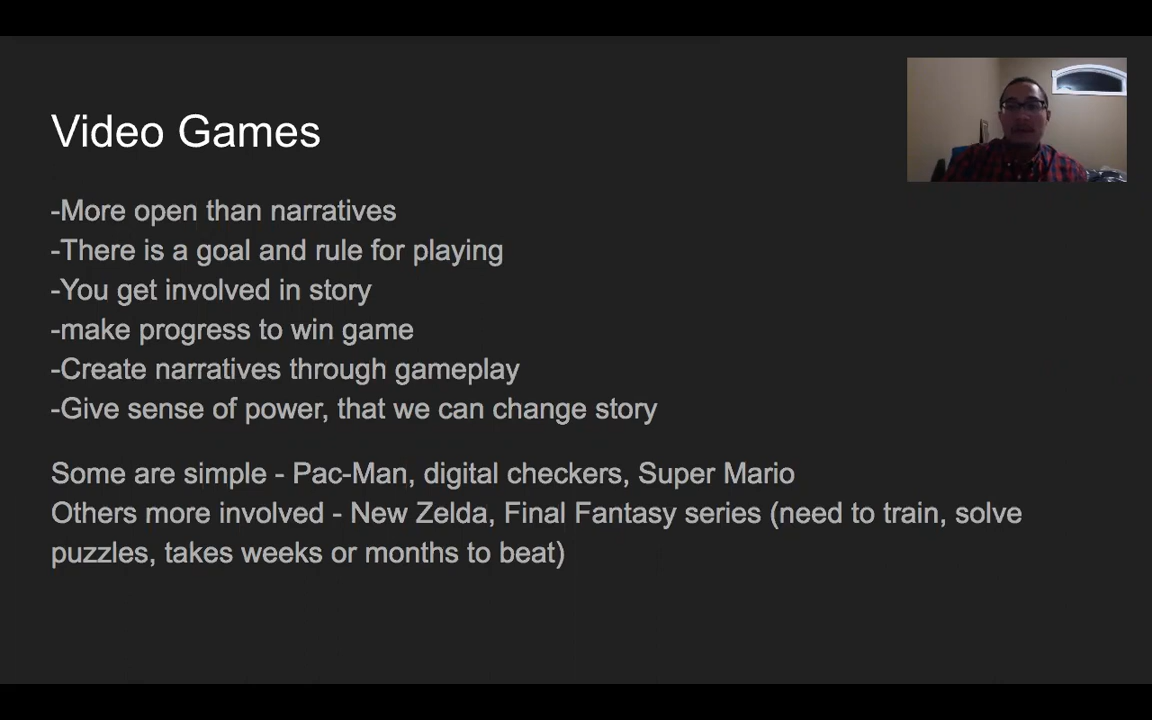 Video Games
-More open than narratives
-There is a goal and rule for playing
-You get involved in story
-make progress to win game
-Create narratives through gameplay
-Give sense of power, that we can change story
Some are simple - Pac-Man, digital checkers, Super Mario
Others more involved - New Zelda, Final Fantasy series (need to train, solve
puzzles, takes weeks or months to beat)